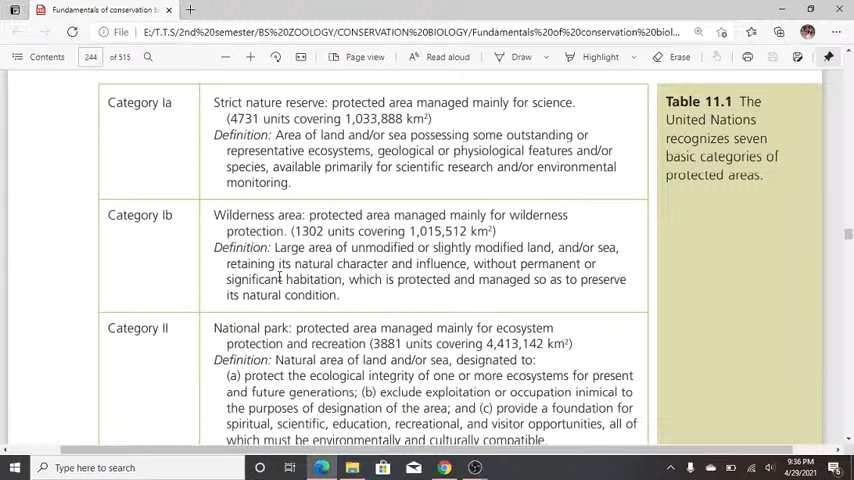 Fundamentals of conservation b
File
E:/T.T.S/2nd%20semester/BS%20ZOOLOGY/CONSERVATION%20BIOLOGY/Fundamentals%20of%20conservation%20biol...
Contents
244
of 515
Page view
Read aloud
Draw
Highlight
Erase
Category Ia
Strict nature reserve: protected area managed mainly for science.
(4731 units covering 1,033,888 km²)
Definition: Area of land and/or sea possessing some outstanding or
representative ecosystems, geological or physiological features and/or
species, available primarily for scientific research and/or environmental
monitoring.
Table 11.1 The
United Nations
recognizes seven
basic categories of
protected areas.
Category Ib
Wilderness area: protected area managed mainly for wilderness
protection. (1302 units covering 1,015,512 km²)
Definition: Large area of unmodified or slightly modified land, and/or sea,
retaining its natural character and influence, without permanent or
significant habitation, which is protected and managed so as to preserve
its natural condition.
Category II
National park: protected area managed mainly for ecosystem
protection and recreation (3881 units covering 4,413,142 km²)
Definition: Natural area of land and/or sea, designated to:
(a) protect the ecological integrity of one or more ecosystems for present
and future generations; (b) exclude exploitation or occupation inimical to
the purposes of designation of the area; and (c) provide a foundation for
spiritual, scientific, education, recreational, and visitor opportunities, all of
which must be environmentally and culturally compatible.
Type here to search
9:36 PM
4/29/2021